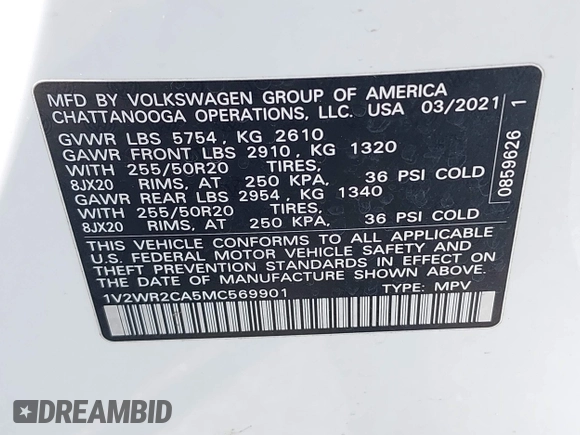 MFD BY VOLKSWAGEN GROUP OF AMERICA
CHATTANOOGA OPERATIONS, LLC. USA 03/2021
GVWR LBS 5754, KG 2610
GAWR FRONT LBS 2910, KG 1320
WITH 255/50R20 TIRES,
8JX20 RIMS, AT 250 KPA, 36 PSI COLD
GAWR REAR LBS 2954, KG 1340
WITH 255/50R20 TIRES,
8JX20 RIMS, AT 250 KPA, 36 PSI COLD
THIS VEHICLE CONFORMS TO ALL APPLICABLE
U.S. FEDERAL MOTOR VEHICLE SAFETY AND
THEFT PREVENTION STANDARDS IN EFFECT ON
THE DATE OF MANUFACTURE SHOWN ABOVE.
1V2WR2CA5MC569901 TYPE: MPV
0859626 1
DREAMBID